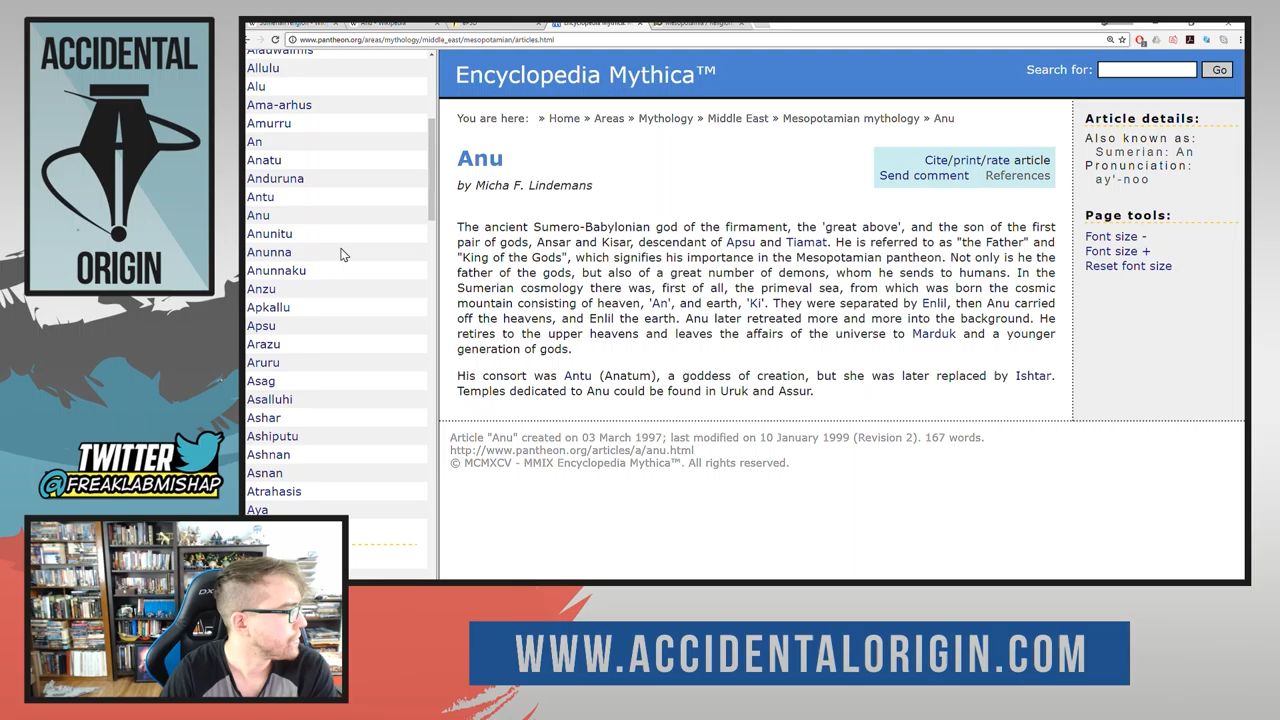 ACCIDENTAL
ORIGIN
TWITTER
@FREAKLABMISHAP
www.pantheon.org/areas/mythology/middle_east/mesopotamian/articles.html
Alauwaimis
Allulu
Alu
Ama-arhus
Amurru
An
Anatu
Anduruna
Antu
Anu
Anunitu
Anunna
Anunnaku
Anzu
Apkallu
Apsu
Arazu
Aruru
Asag
Asalluhi
Ashar
Ashiputu
Ashnan
Asnan
Atrahasis
Aya
Encyclopedia Mythica™
Search for:
Go
You are here: » Home » Areas » Mythology » Middle East » Mesopotamian mythology » Anu
Anu
by Micha F. Lindemans
Cite/print/rate article
Send comment References
The ancient Sumero-Babylonian god of the firmament, the 'great above', and the son of the first
pair of gods, Ansar and Kisar, descendant of Apsu and Tiamat. He is referred to as "the Father" and
"King of the Gods", which signifies his importance in the Mesopotamian pantheon. Not only is he the
father of the gods, but also of a great number of demons, whom he sends to humans. In the
Sumerian cosmology there was, first of all, the primeval sea, from which was born the cosmic
mountain consisting of heaven, 'An', and earth, 'Ki'. They were separated by Enlil, then Anu carried
off the heavens, and Enlil the earth. Anu later retreated more and more into the background. He
retires to the upper heavens and leaves the affairs of the universe to Marduk and a younger
generation of gods.
His consort was Antu (Anatum), a goddess of creation, but she was later replaced by Ishtar.
Temples dedicated to Anu could be found in Uruk and Assur.
Article "Anu" created on 03 March 1997; last modified on 10 January 1999 (Revision 2). 167 words.
http://www.pantheon.org/articles/a/anu.html
© MCMXCV - MMIX Encyclopedia Mythica™. All rights reserved.
Article details:
Also known as:
Sumerian: An
Pronunciation:
ay'-noo
Page tools:
Font size -
Font size +
Reset font size
WWW.ACCIDENTALORIGIN.COM